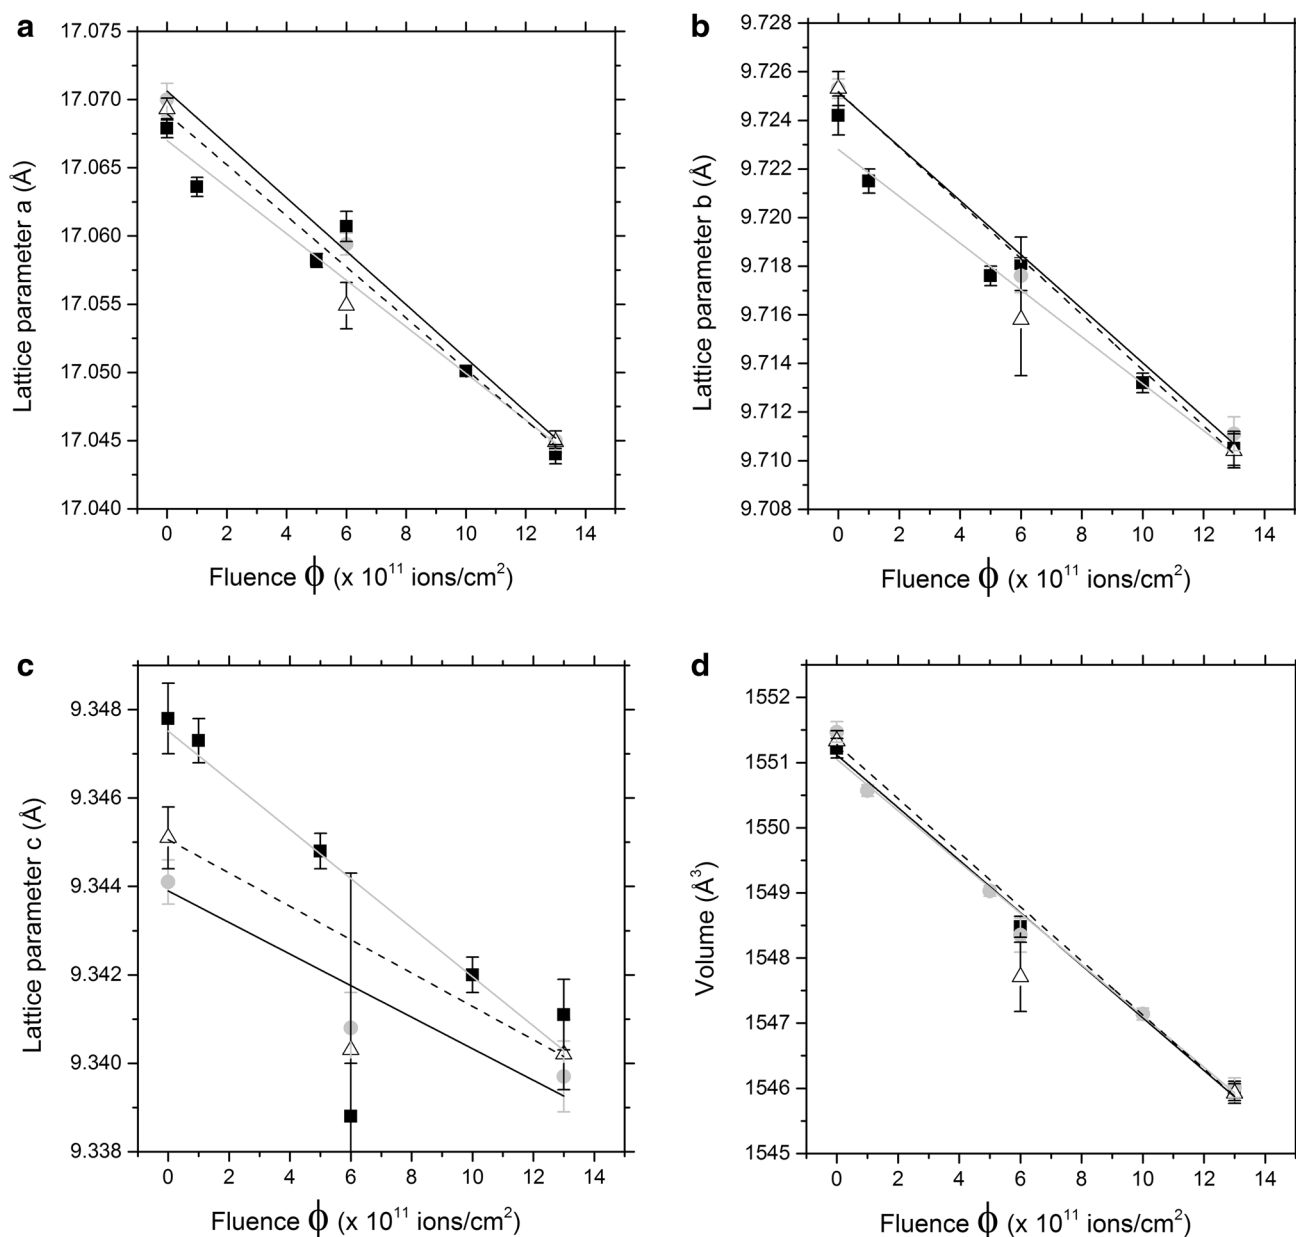 a
17.075
17.070
17.065
17.060
17.055
17.050
17.045
17.040
Lattice parameter a (Å)
0 2 4 6 8 10 12 14
Fluence ϕ (x 10¹¹ ions/cm²)
b
9.728
9.726
9.724
9.722
9.720
9.718
9.716
9.714
9.712
9.710
9.708
Lattice parameter b (Å)
0 2 4 6 8 10 12 14
Fluence ϕ (x 10¹¹ ions/cm²)
c
9.348
9.346
9.344
9.342
9.340
9.338
Lattice parameter c (Å)
0 2 4 6 8 10 12 14
Fluence ϕ (x 10¹¹ ions/cm²)
d
1552
1551
1550
1549
1548
1547
1546
1545
Volume (Å³)
0 2 4 6 8 10 12 14
Fluence ϕ (x 10¹¹ ions/cm²)